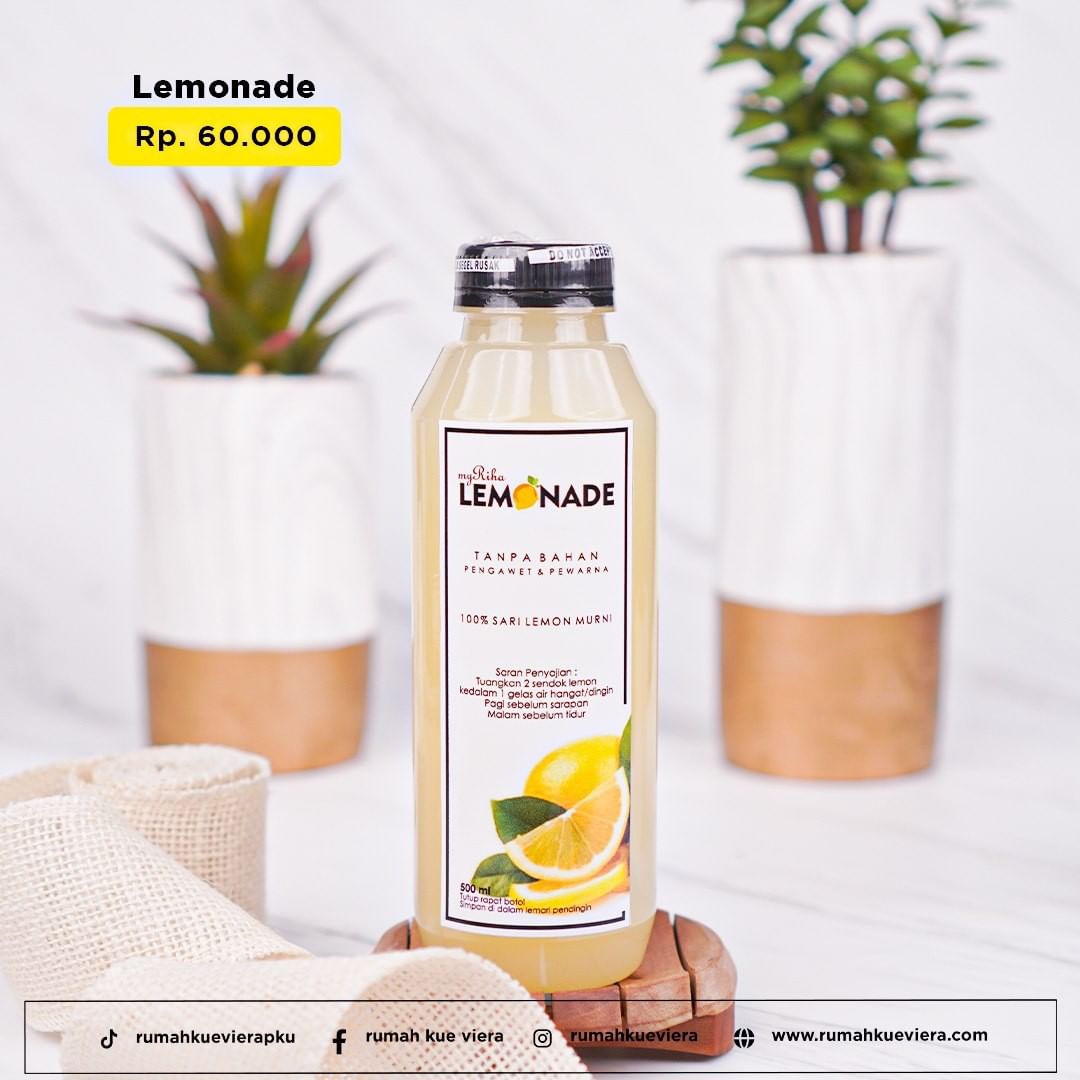 Lemonade
Rp. 60.000
SEGEL RUSAK
DO NOT ACCEP
myRiha
LEMONADE
TANPA BAHAN
PENGAWET & PEWARNA
100% SARI LEMON MURNI
Saran Penyajian :
Tuangkan 2 sendok lemon
kedalam 1 gelas air hangat/dingin
Pagi sebelum sarapan
Malam sebelum tidur
500 ml
Tutup rapat botol
Simpan di dalam lemari pendingin
rumahkuevierapku
rumah kue viera
rumahkueviera
www.rumahkueviera.com